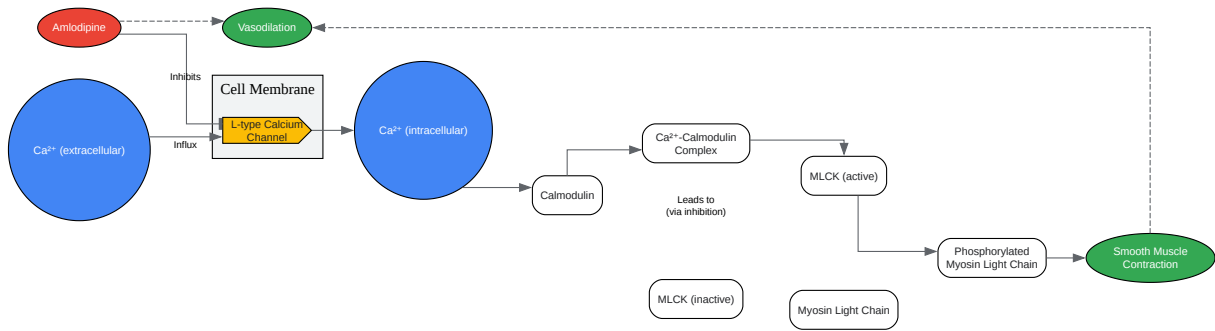 Amlodipine
Vasodilation
Inhibits
Cell Membrane
L-type Calcium
Channel
Ca²⁺ (extracellular)
Influx
Ca²⁺ (intracellular)
Calmodulin
Ca²⁺-Calmodulin
Complex
Leads to
(via inhibition)
MLCK (active)
MLCK (inactive)
Myosin Light Chain
Phosphorylated
Myosin Light Chain
Smooth Muscle
Contraction